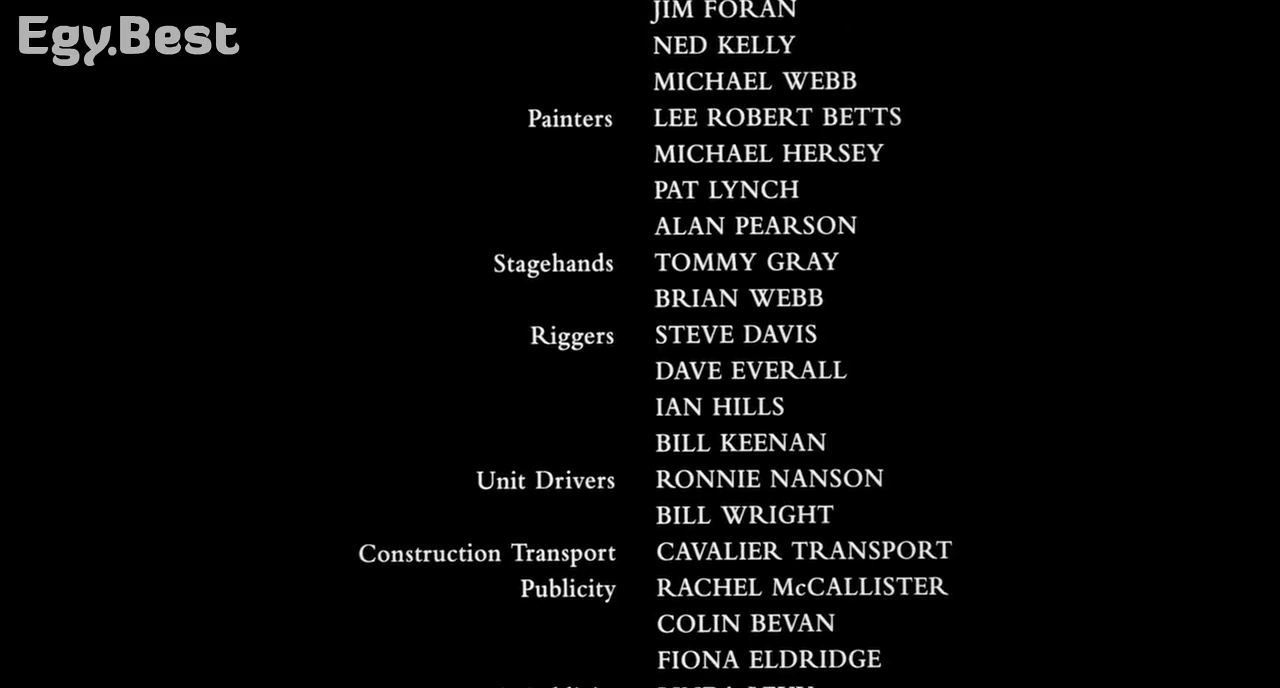 Egy.Best
JIM FORAN
NED KELLY
MICHAEL WEBB
Painters LEE ROBERT BETTS
MICHAEL HERSEY
PAT LYNCH
ALAN PEARSON
Stagehands TOMMY GRAY
BRIAN WEBB
Riggers STEVE DAVIS
DAVE EVERALL
IAN HILLS
BILL KEENAN
Unit Drivers RONNIE NANSON
BILL WRIGHT
Construction Transport CAVALIER TRANSPORT
Publicity RACHEL McCALLISTER
COLIN BEVAN
FIONA ELDRIDGE